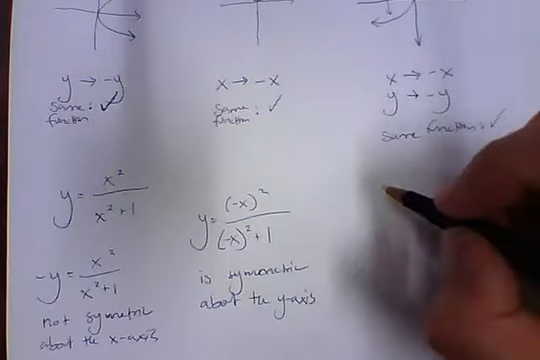 y → -y
Same: ✓
function
x → -x
Same ✓
function:
x → -x
y → -y
Same function: ✓
y = x²/(x²+1)
-y = x²/(x²+1)
not symmetric
about the x-axis
y = (-x)²/((-x)²+1)
is symmetric
about the y-axis